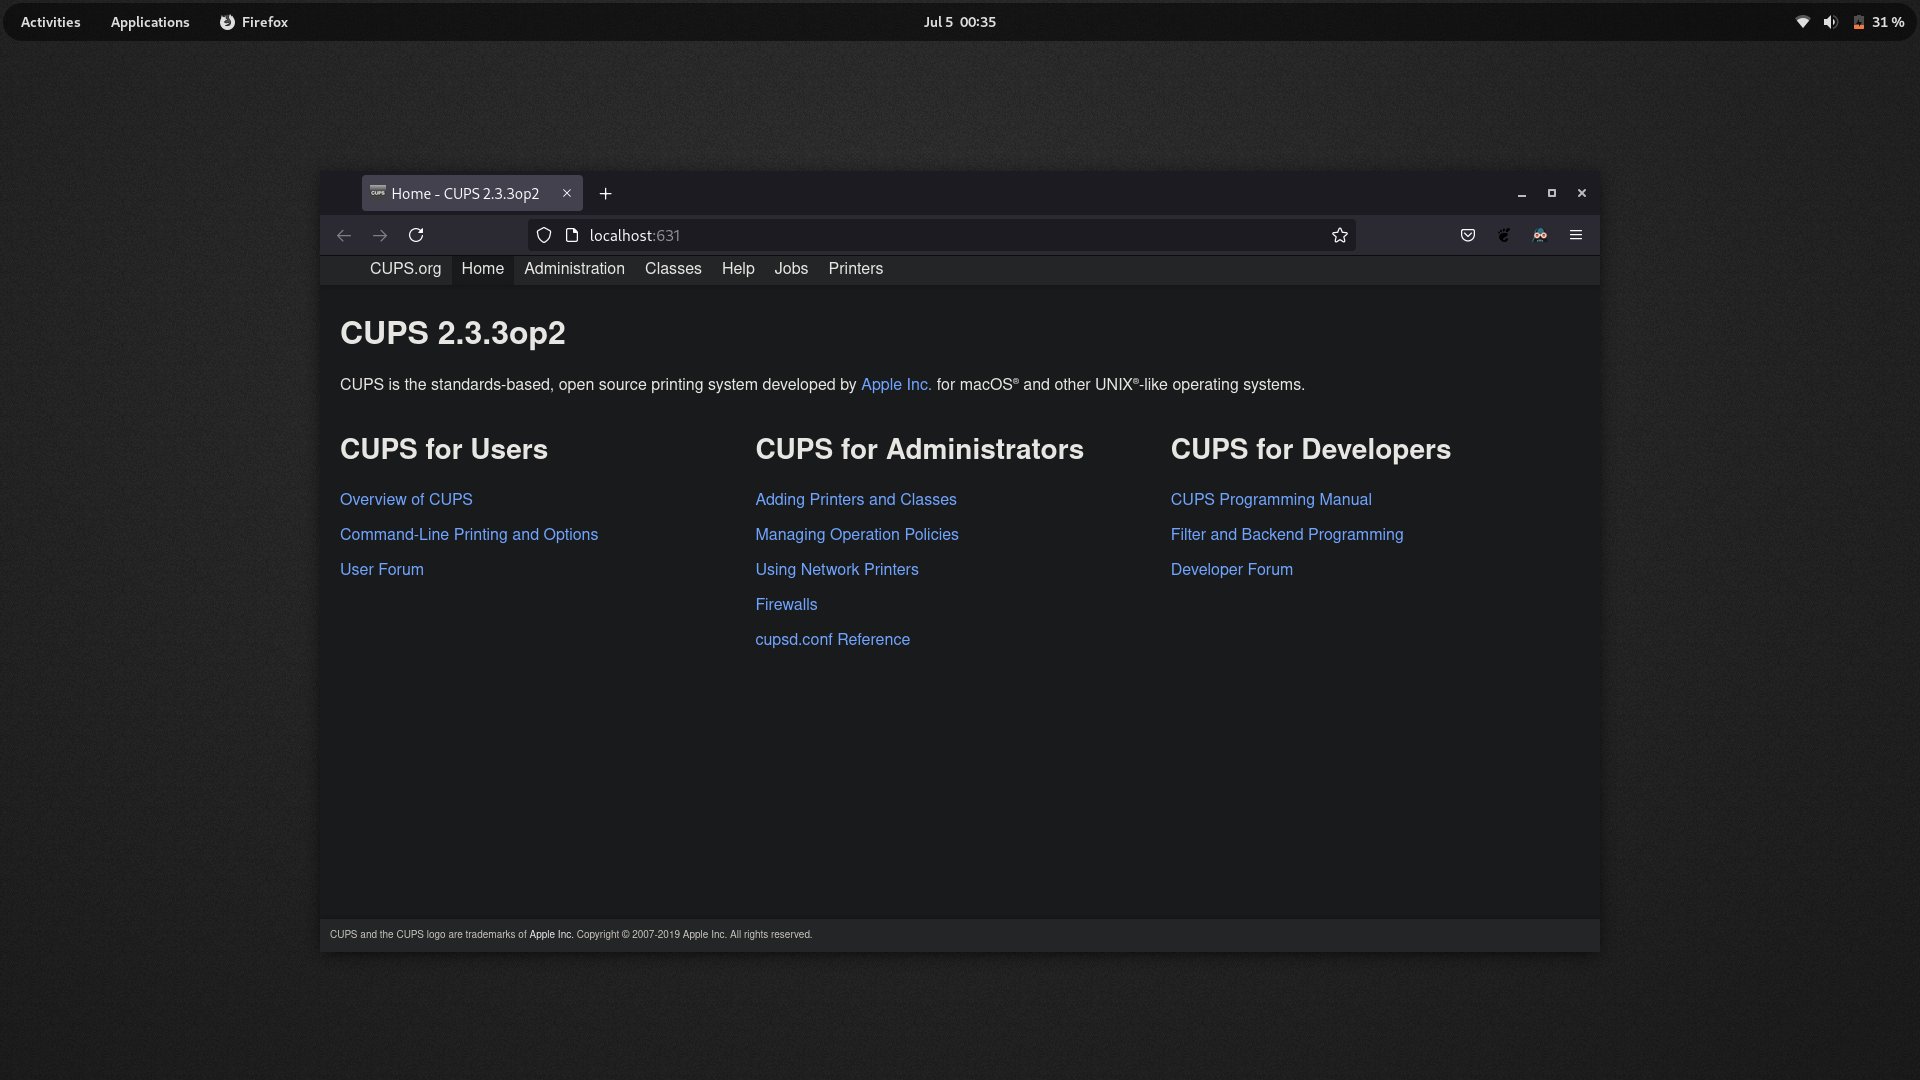 Activities Applications Firefox Jul 5 00:35 31 %
Home - CUPS 2.3.3op2
localhost:631
CUPS.org Home Administration Classes Help Jobs Printers
CUPS 2.3.3op2
CUPS is the standards-based, open source printing system developed by Apple Inc. for macOS® and other UNIX®-like operating systems.
CUPS for Users
Overview of CUPS
Command-Line Printing and Options
User Forum
CUPS for Administrators
Adding Printers and Classes
Managing Operation Policies
Using Network Printers
Firewalls
cupsd.conf Reference
CUPS for Developers
CUPS Programming Manual
Filter and Backend Programming
Developer Forum
CUPS and the CUPS logo are trademarks of Apple Inc. Copyright © 2007-2019 Apple Inc. All rights reserved.